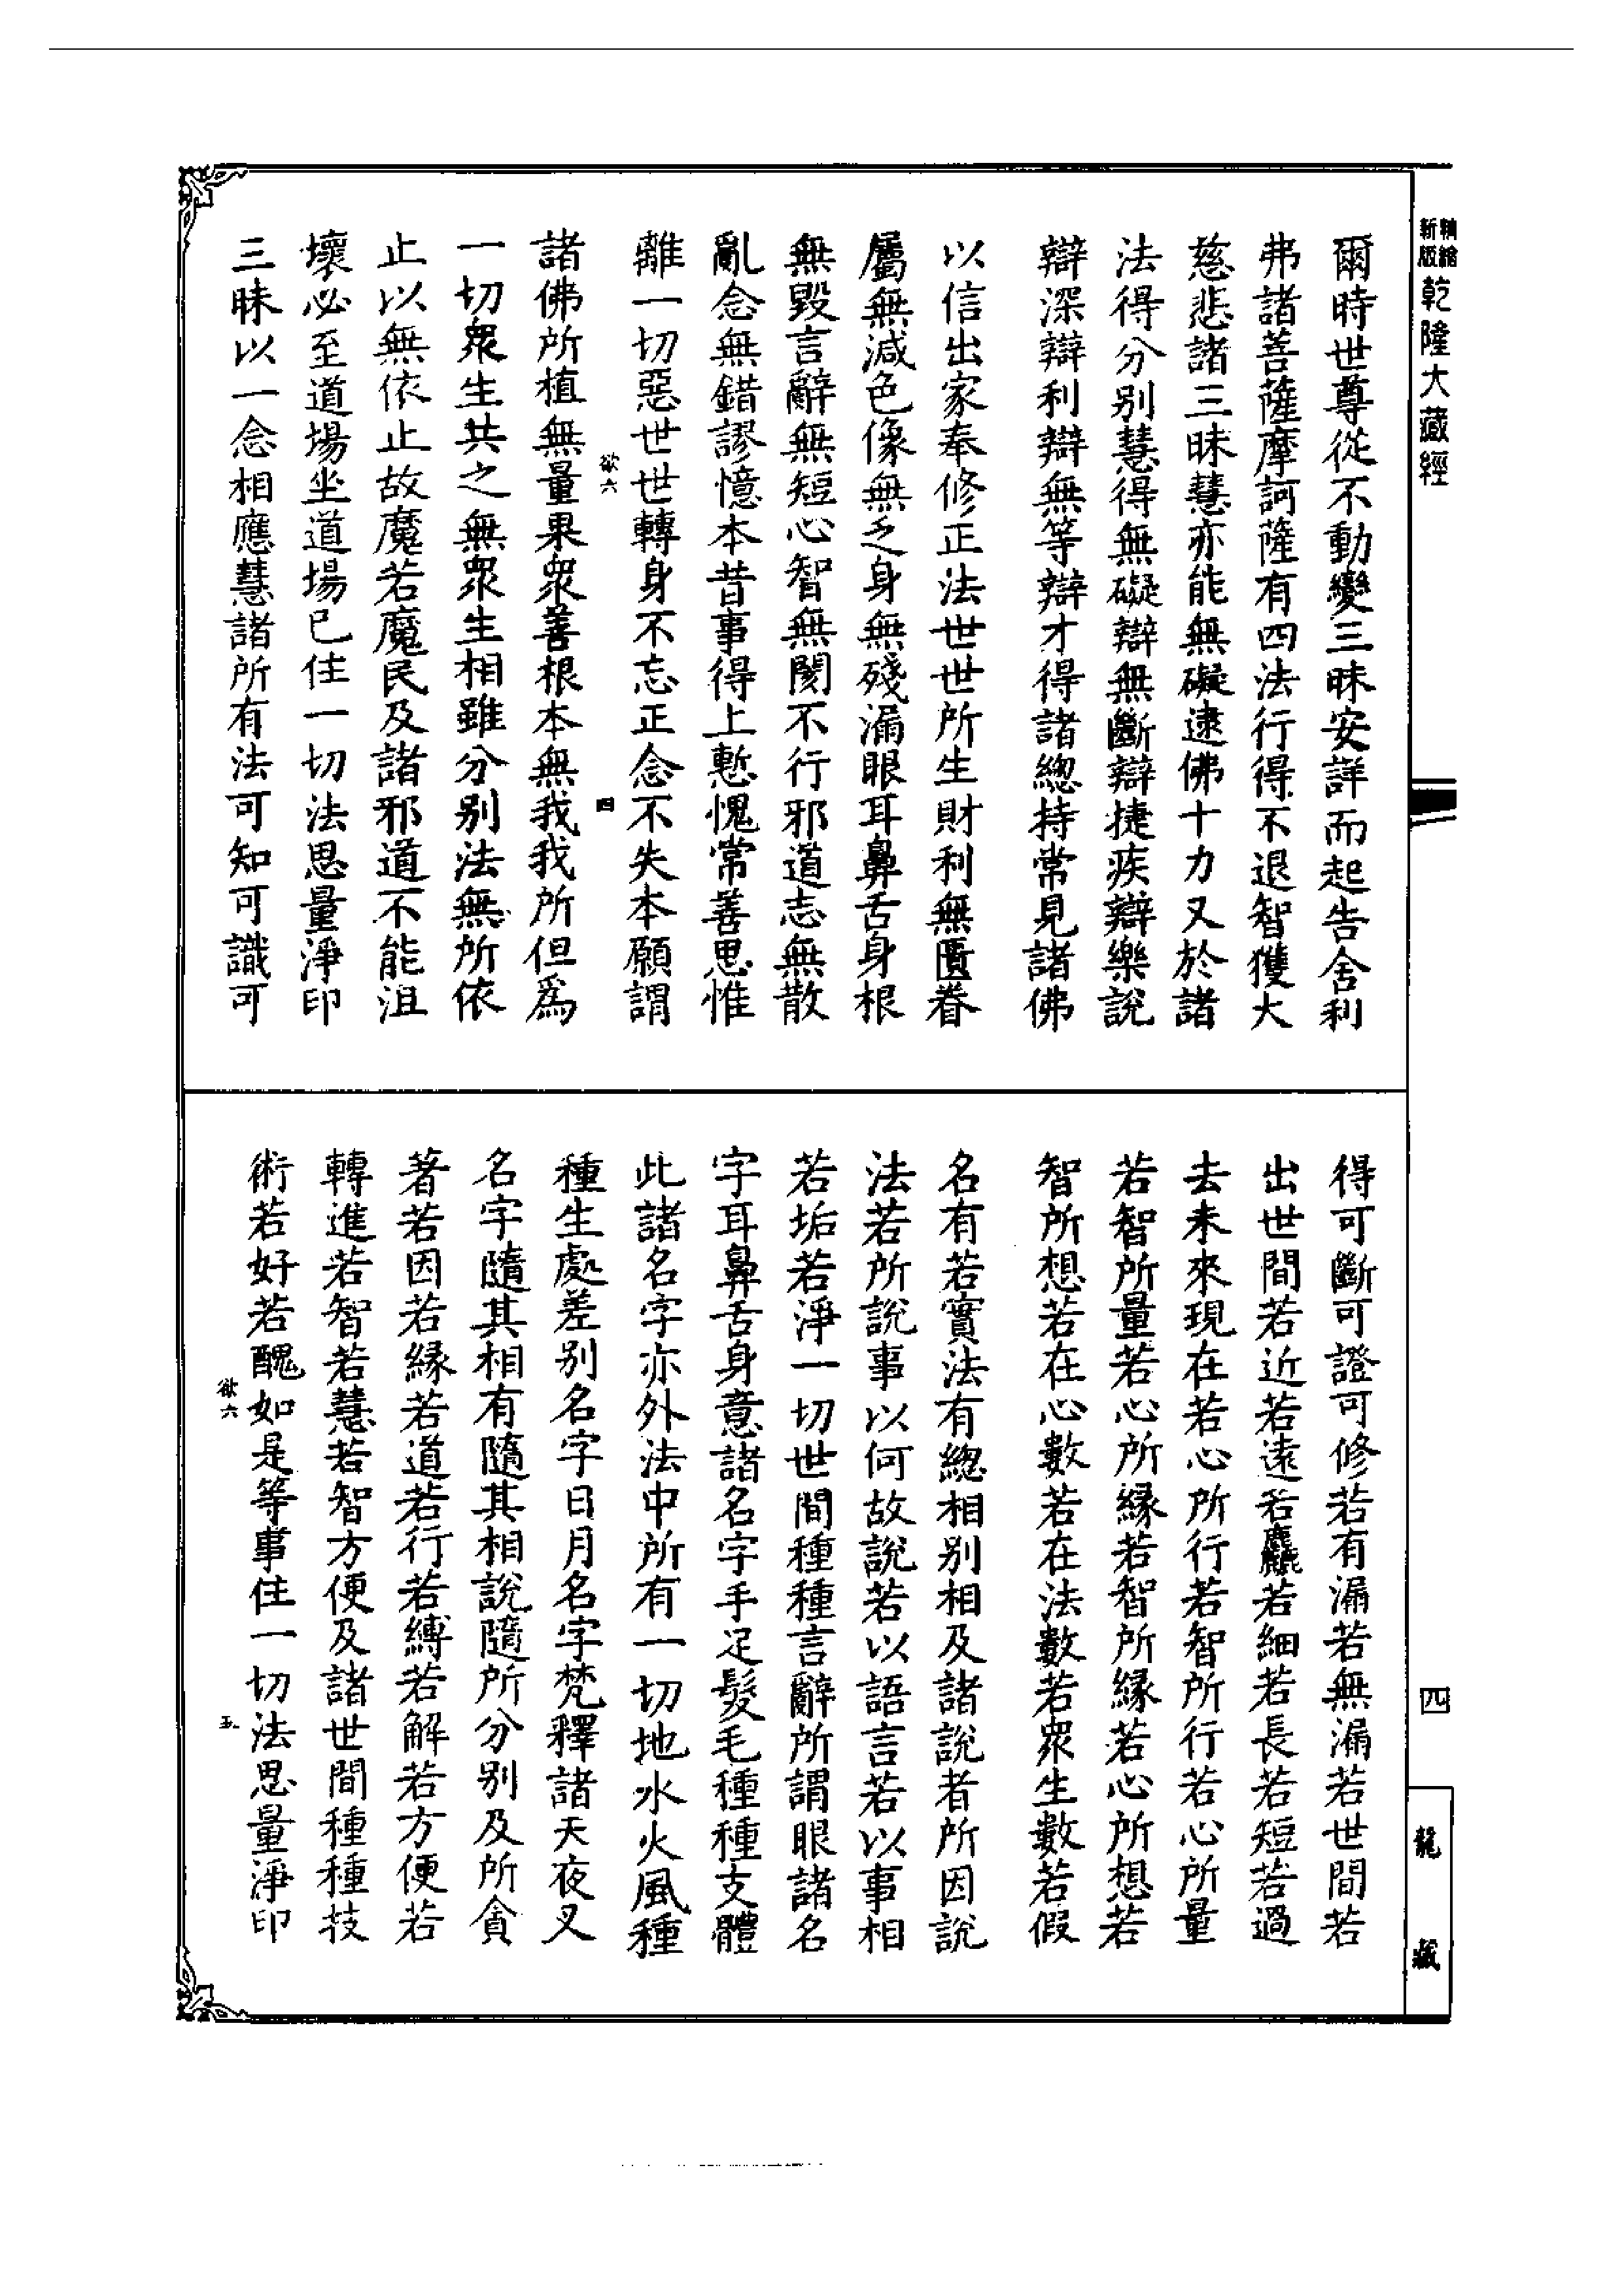 精縮
新版
乾隆大藏經
爾時世尊從不動變三昧安詳而起告舍利
弗諸菩薩摩訶薩有四法行得不退智獲大
慈悲諸三昧慧亦能無礙逮佛十力又於諸
法得分別慧得無礙辯無斷辯捷疾辯樂說
辯深辯利辯無等辯才得諸總持常見諸佛
以信出家奉修正法世世所生財利無匱眷
屬無減色像無乏身無殘漏眼耳鼻舌身根
無毀言辭無短心智無閡不行邪道志無散
亂念無錯謬憶本昔事得上慙愧常善思惟
離一切惡世世轉身不忘正念不失本願謂
欲六
四
諸佛所植無量果衆善根本無我我所但爲
一切衆生共之無衆生相雖分別法無所依
止以無依止故魔若魔民及諸邪道不能沮
壞必至道場坐道場已住一切法思量淨印
三昧以一念相應慧諸所有法可知可識可
得可斷可證可修若有漏若無漏若世間若
出世間若近若遠若麤若細若長若短若過
去未來現在若心所行若智所行若心所量
若智所量若心所緣若智所緣若心所想若
智所想若在心數若在法數若衆生數若假
名有若實法有總相別相及諸說者所因說
法若所說事以何故說若以語言若以事相
若垢若淨一切世間種種言辭所謂眼諸名
字耳鼻舌身意諸名字手足髮毛種種支體
此諸名字亦外法中所有一切地水火風種
種生處差別名字日月名字梵釋諸天夜叉
名字隨其相有隨其相說隨所分別及所貪
著若因若緣若道若行若縛若解若方便若
轉進若智若慧若智方便及諸世間種種技
術若好若醜如是等事住一切法思量淨印
欲六
五
四
龍藏